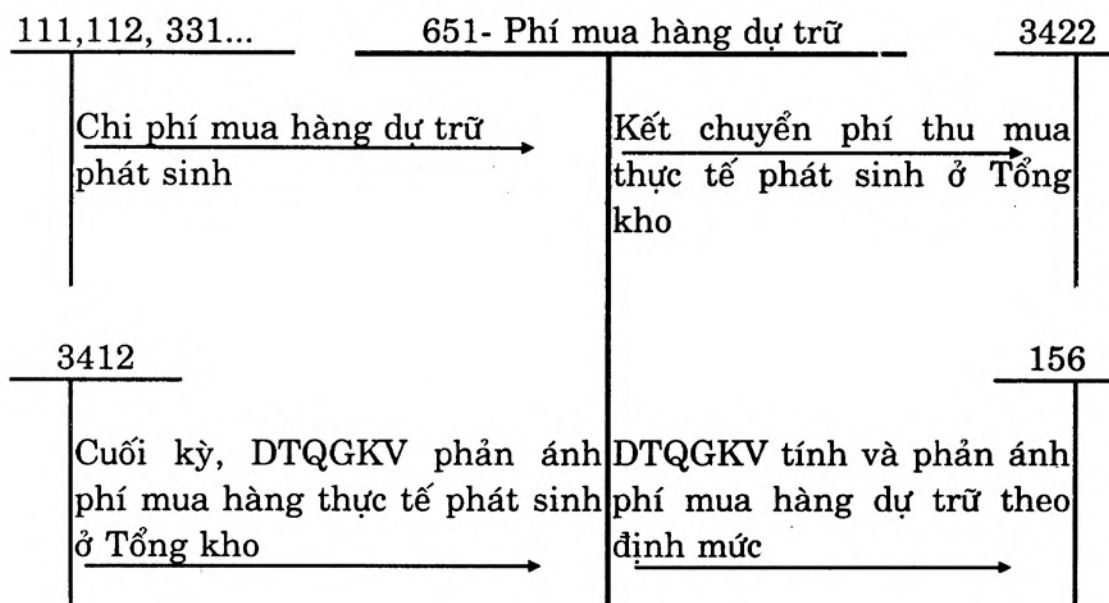 111,112, 331...
651- Phí mua hàng dự trữ
3422
Chi phí mua hàng dự trữ
phát sinh
Kết chuyển phí thu mua
thực tế phát sinh ở Tổng
kho
3412
156
Cuối kỳ, DTQGKV phản ánh
phí mua hàng thực tế phát sinh
ở Tổng kho
DTQGKV tính và phản ánh
phí mua hàng dự trữ theo
định mức